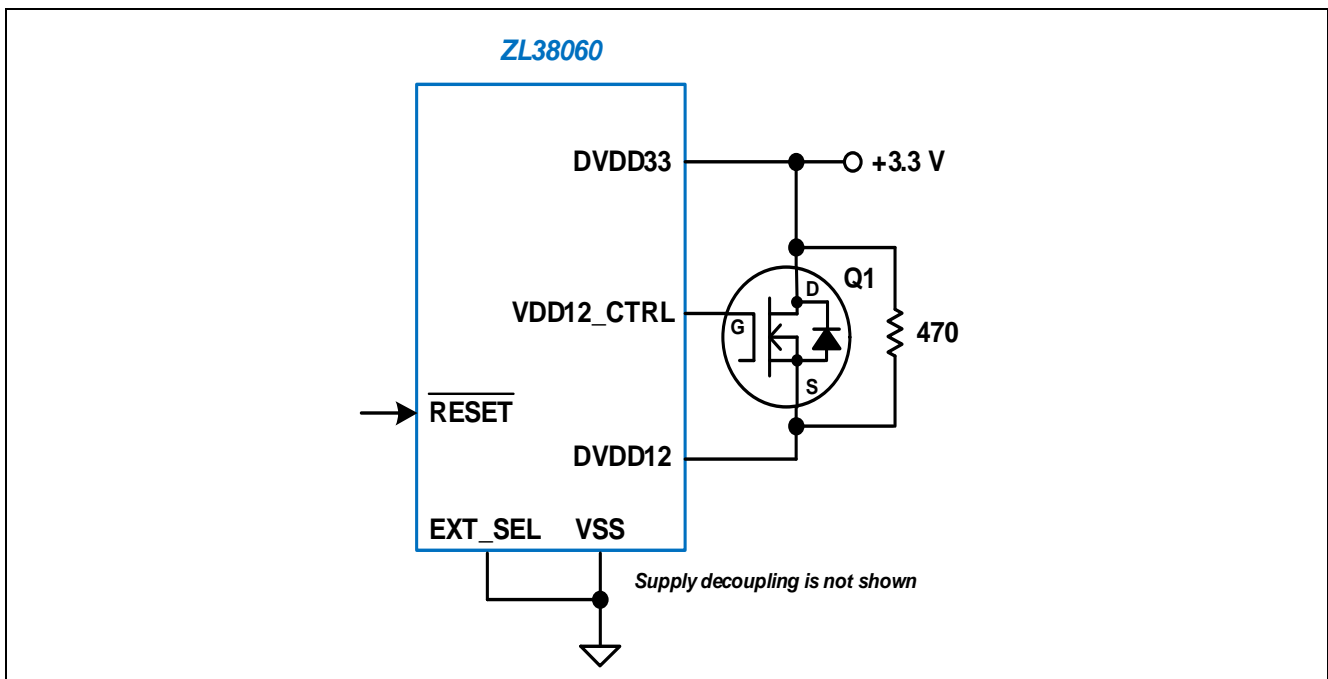 ZL38060
DVDD33
+3.3 V
Q1
D
VDD12_CTRL
G
470
S
RESET
DVDD12
EXT_SEL VSS
Supply decoupling is not shown